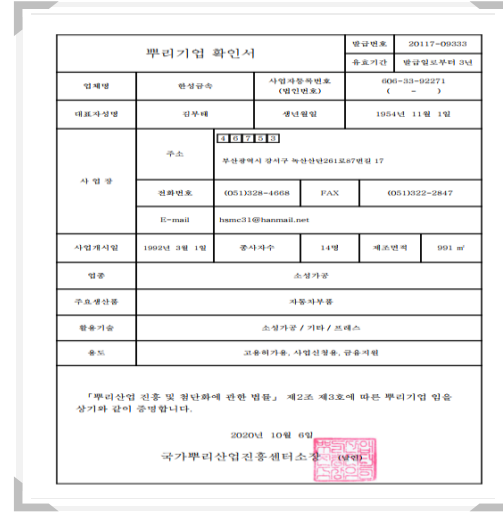 뿌리기업 확인서
발급번호 20117-09333
유효기간 발급일로부터 3년
업체명 한성금속 사업자등록번호 (법인번호) 606-33-92271 ( - )
대표자성명 김부태 생년월일 1954년 11월 1일
사 업 장
주소 46753
부산광역시 강서구 녹산산단261로87번길 17
전화번호 (051)328-4668 FAX (051)322-2847
E-mail hsmc31@hanmail.net
사업개시일 1992년 3월 1일 종사자수 14명 제조면적 991 ㎡
업종 소성가공
주요생산품 자동차부품
활용기술 소성가공 / 기타 / 프레스
용도 고용허가용, 사업신청용, 금융지원
「뿌리산업 진흥 및 첨단화에 관한 법률」 제2조 제3호에 따른 뿌리기업 임을
상기와 같이 증명합니다.
2020년 10월 6일
국가뿌리산업진흥센터소장 (날인)